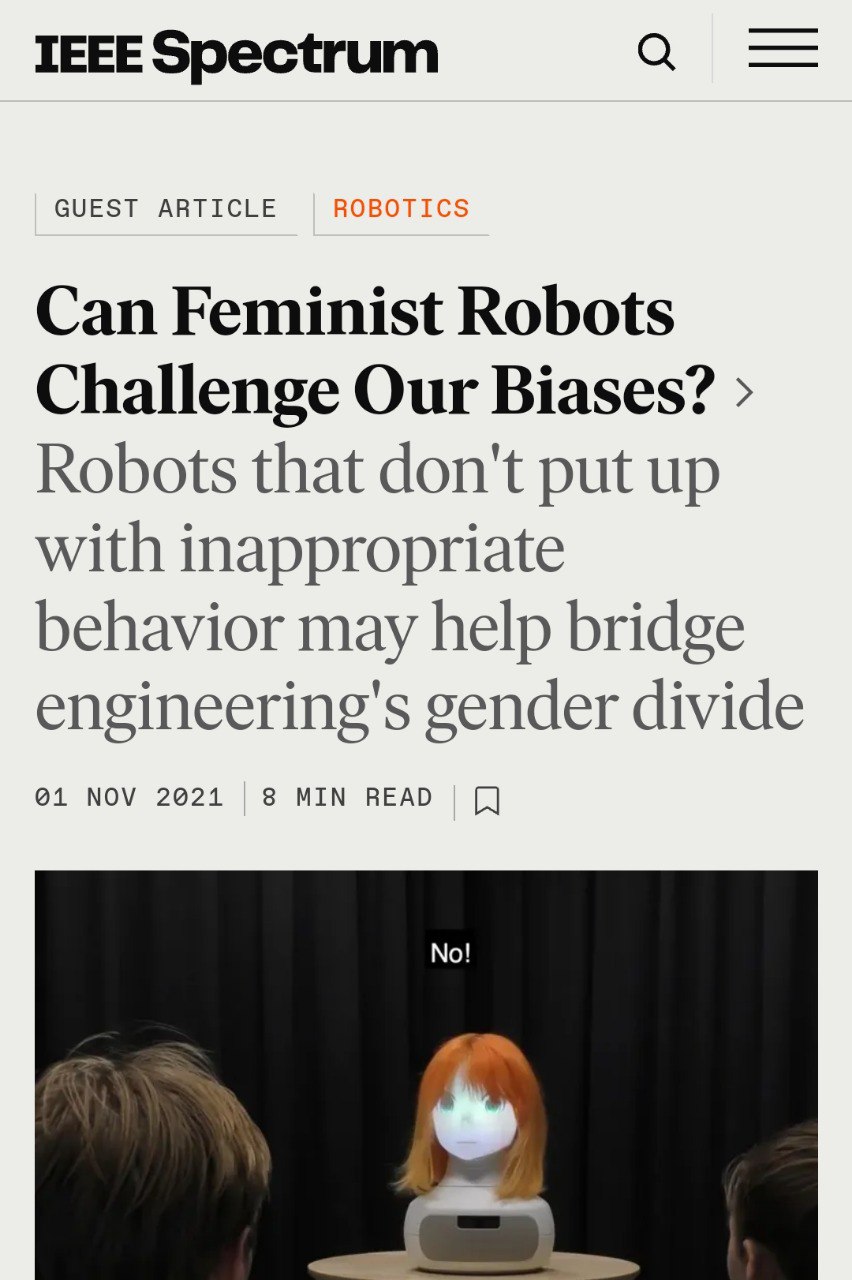 IEEE Spectrum
GUEST ARTICLE
ROBOTICS
Can Feminist Robots
Challenge Our Biases? >
Robots that don't put up
with inappropriate
behavior may help bridge
engineering's gender divide
01 NOV 2021
8 MIN READ
No!